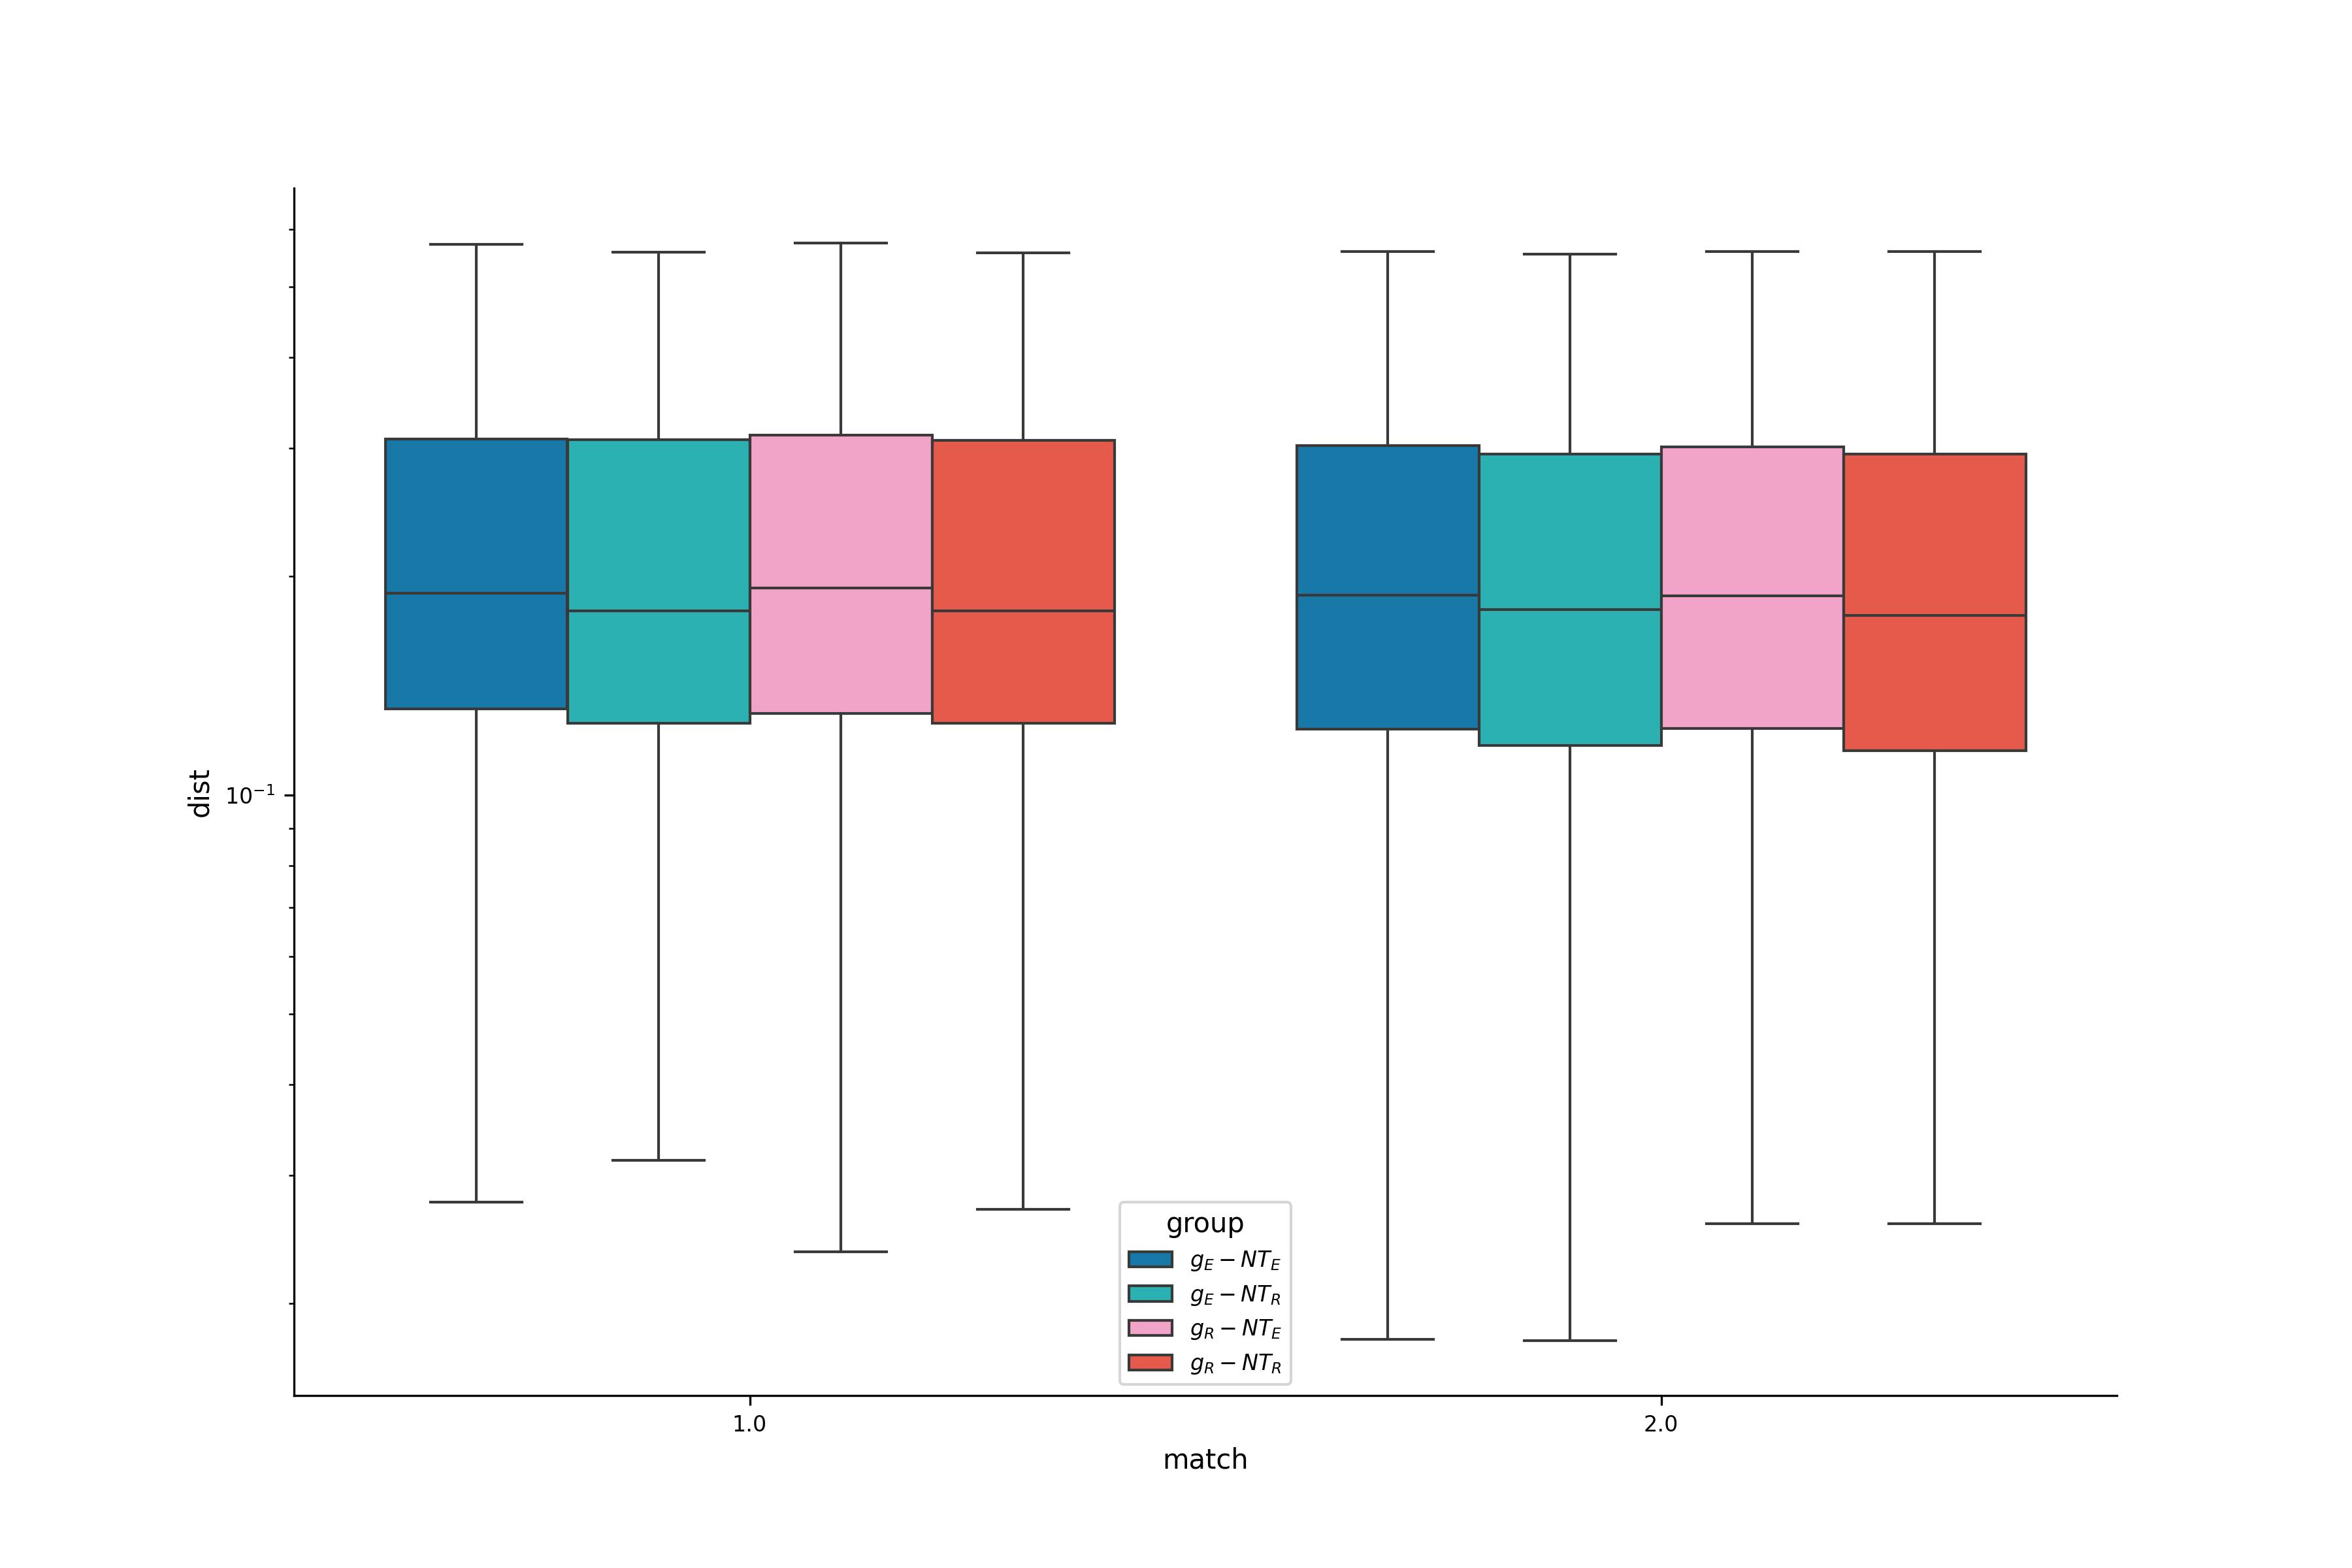 dist
10⁻¹
group
g_E − NT_E
g_E − NT_R
g_R − NT_E
g_R − NT_R
1.0
2.0
match